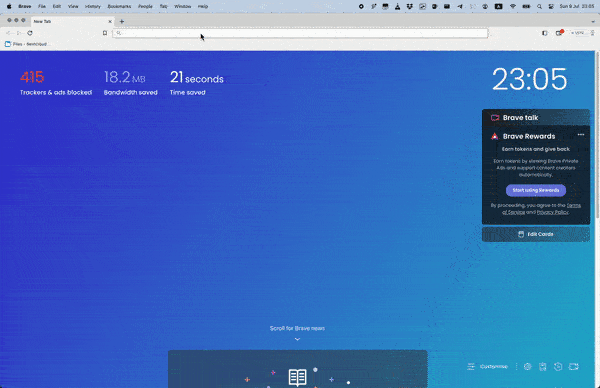 Brave File Edit View History Bookmarks People Tab Window Help
Sun 9 Jul 23:05
New Tab
VPN
Files - Nextcloud
415
Trackers & ads blocked
18.2 MB
Bandwidth saved
21 seconds
Time saved
23:05
Brave talk
Brave Rewards
Earn tokens and give back
Earn tokens by viewing Brave Private
Ads and support content creators
automatically.
Start using Rewards
By proceeding, you agree to the Terms
of Service and Privacy Policy.
Edit Cards
Scroll for Brave news
Customize